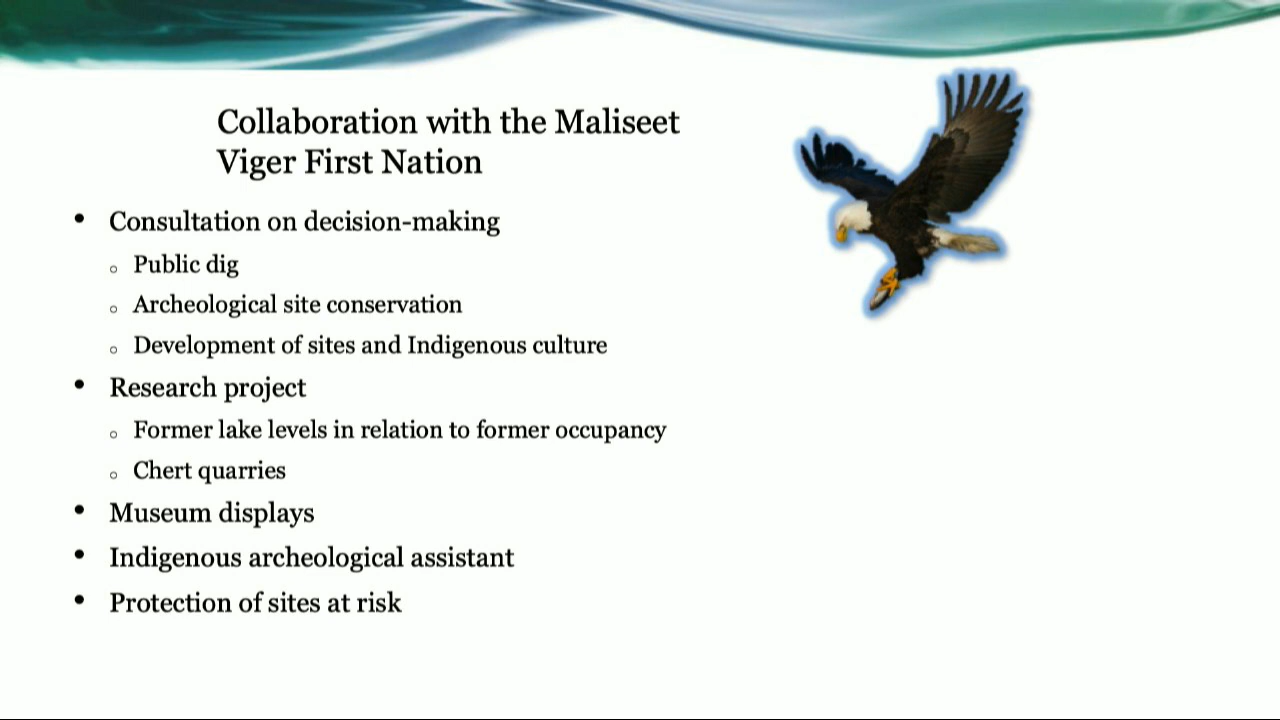 Collaboration with the Maliseet
Viger First Nation
• Consultation on decision-making
○ Public dig
○ Archeological site conservation
○ Development of sites and Indigenous culture
• Research project
○ Former lake levels in relation to former occupancy
○ Chert quarries
• Museum displays
• Indigenous archeological assistant
• Protection of sites at risk